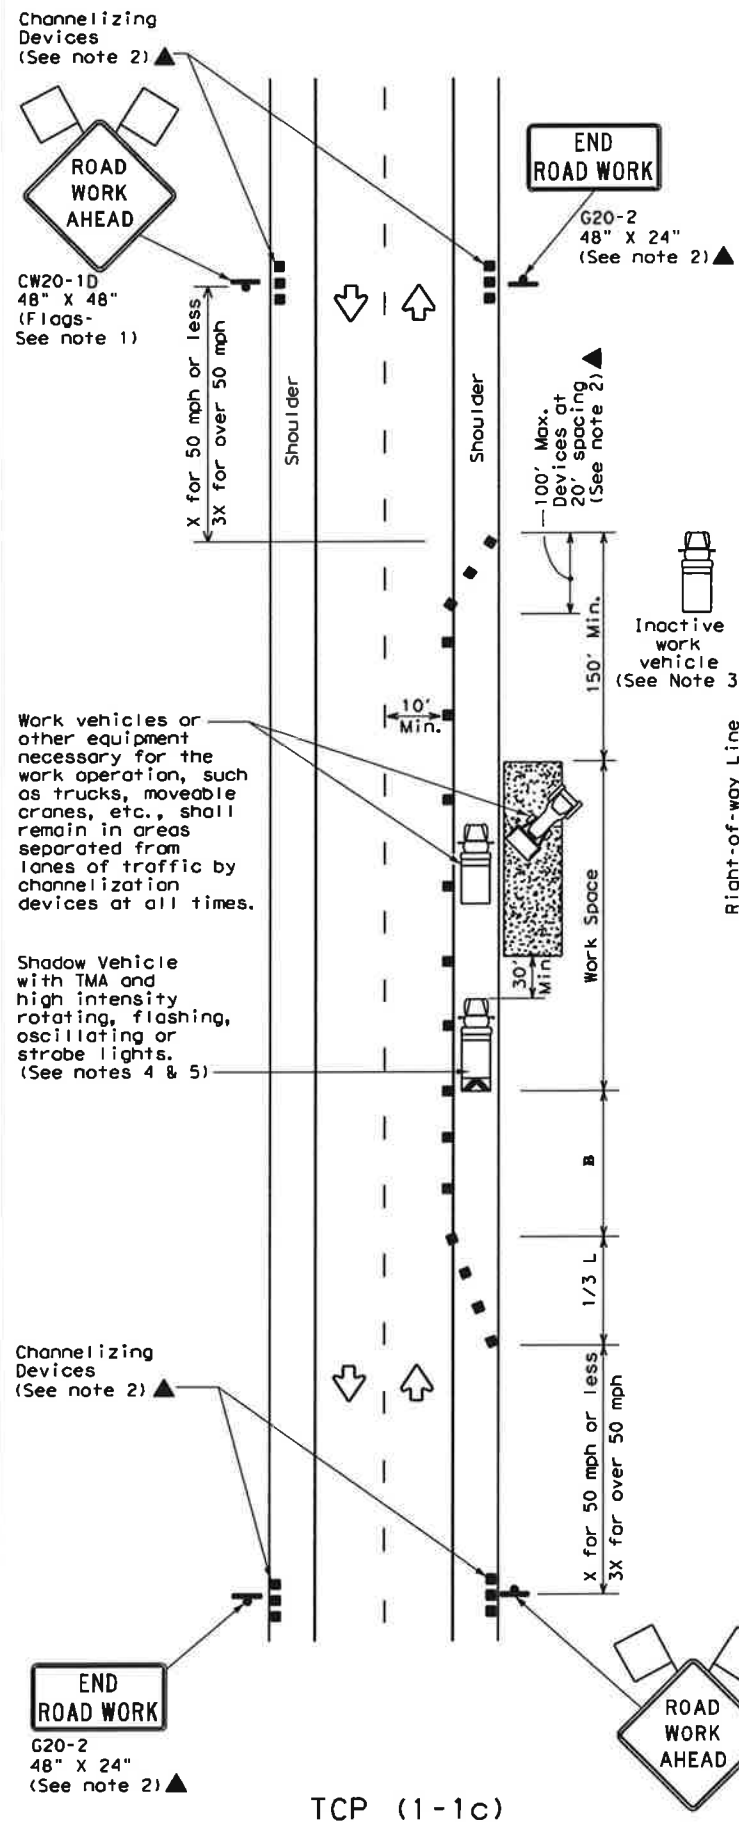 Channelizing
Devices
(See note 2) ▲
ROAD
WORK
AHEAD
CW20-1D
48" X 48"
(Flags-
See note 1)
END
ROAD WORK
G20-2
48" X 24"
(See note 2) ▲
X for 50 mph or less
3X for over 50 mph
Shoulder
Shoulder
100' Max.
Devices at
20' spacing
(See note 2) ▲
150' Min.
Inactive
work
vehicle
(See Note 3
Right-of-way Line
10'
Min.
Work vehicles or
other equipment
necessary for the
work operation, such
as trucks, moveable
cranes, etc., shall
remain in areas
separated from
lanes of traffic by
channelization
devices at all times.
Work Space
30'
Min
Shadow Vehicle
with TMA and
high intensity
rotating, flashing,
oscillating or
strobe lights.
(See notes 4 & 5)
B
1/3 L
Channelizing
Devices
(See note 2) ▲
X for 50 mph or less
3X for over 50 mph
END
ROAD WORK
G20-2
48" X 24"
(See note 2) ▲
ROAD
WORK
AHEAD
TCP (1-1c)